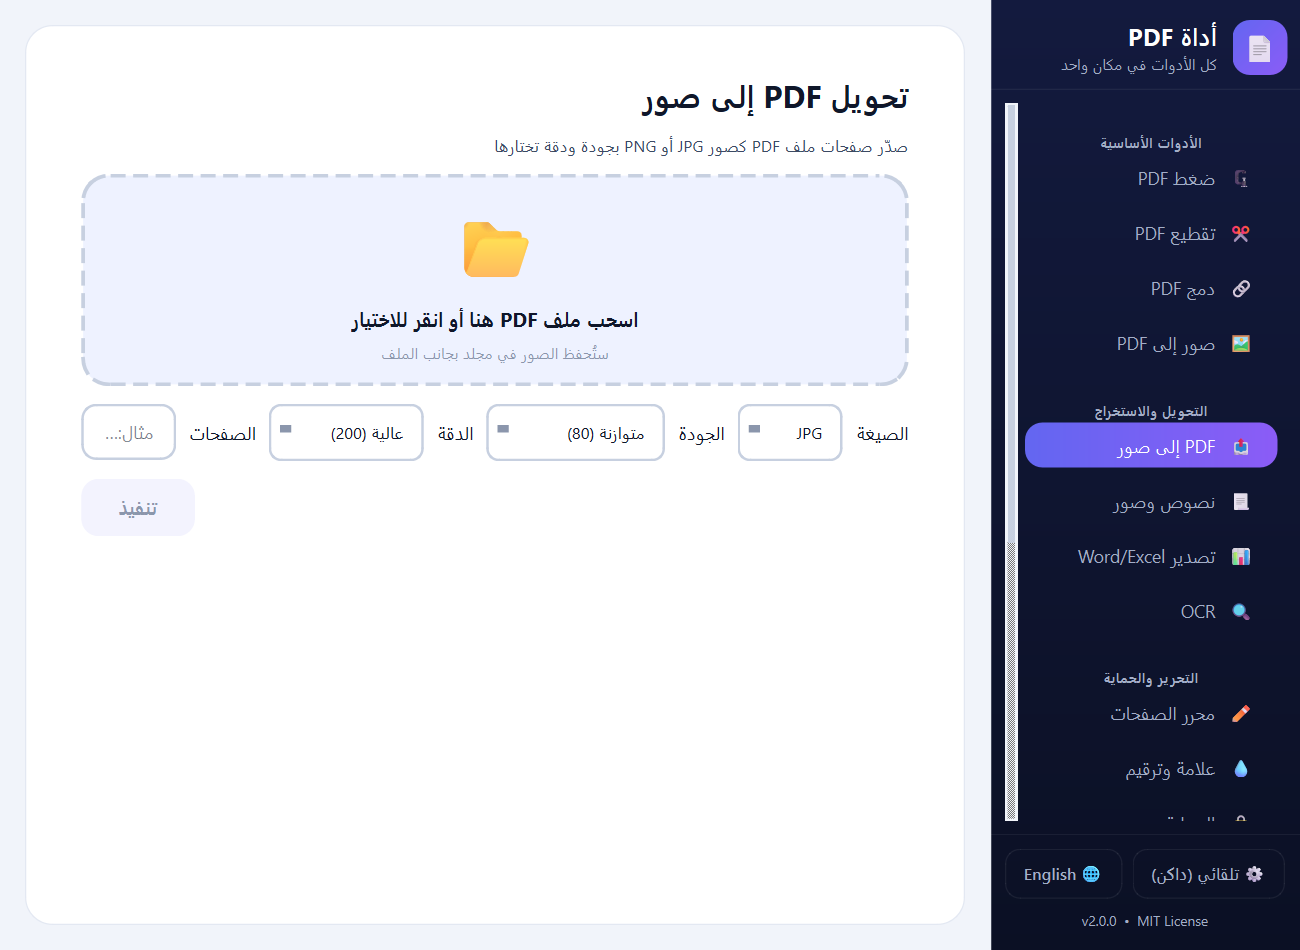 أداة PDF
كل الأدوات في مكان واحد
الأدوات الأساسية
ضغط PDF
تقطيع PDF
دمج PDF
صور إلى PDF
التحويل والاستخراج
PDF إلى صور
نصوص وصور
تصدير Word/Excel
OCR
التحرير والحماية
محرر الصفحات
علامة وترقيم
تلقائي (داكن)
English
v2.0.0 • MIT License
تحويل PDF إلى صور
صدّر صفحات ملف PDF كصور JPG أو PNG بجودة ودقة تختارها
اسحب ملف PDF هنا أو انقر للاختيار
ستُحفظ الصور في مجلد بجانب الملف
الصيغة JPG الجودة متوازنة (80) الدقة عالية (200) الصفحات مثال:...
تنفيذ